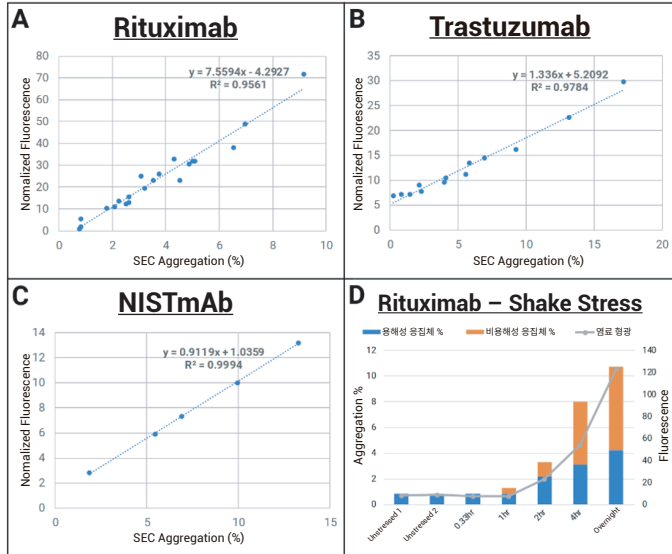 A
Rituximab
80
70
60
50
40
30
20
10
0
0
2
4
6
8
10
y = 7.5594x - 4.2927
R² = 0.9561
Nomalized Fluorescence
SEC Aggregation (%)
B
Trastuzumab
35
30
25
20
15
10
5
0
0
5
10
15
20
y = 1.336x + 5.2092
R² = 0.9784
Nomalized Fluorescence
SEC Aggregation (%)
C
NISTmAb
14
12
10
8
6
4
2
0
0
5
10
15
y = 0.9119x + 1.0359
R² = 0.9994
Nomalized Fluorescence
SEC Aggregation (%)
D
Rituximab – Shake Stress
용해성 응집체 %
비용해성 응집체 %
염료 형광
12
10
8
6
4
2
0
Aggregation %
140
120
100
80
60
40
20
0
Fluorescence
Unstressed 1
Unstressed 2
0.33hr
1hr
2hr
4hr
Overnight